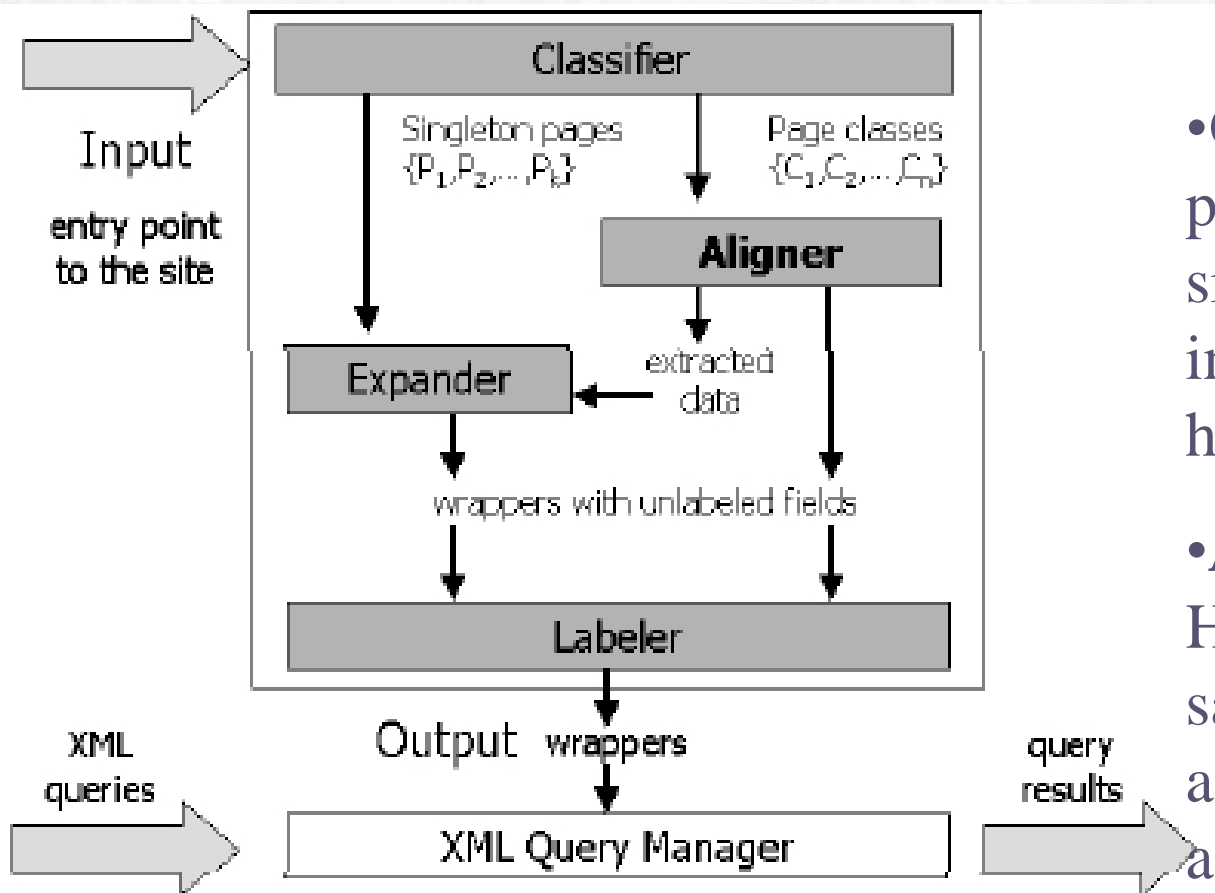 Classifier
Singleton pages
{P1,P2,...,Pk}
Page classes
{C1,C2,...,Cn}
Input
entry point
to the site
Aligner
extracted
data
Expander
wrappers with unlabeled fields
Labeler
Output wrappers
XML
queries
query
results
XML Query Manager